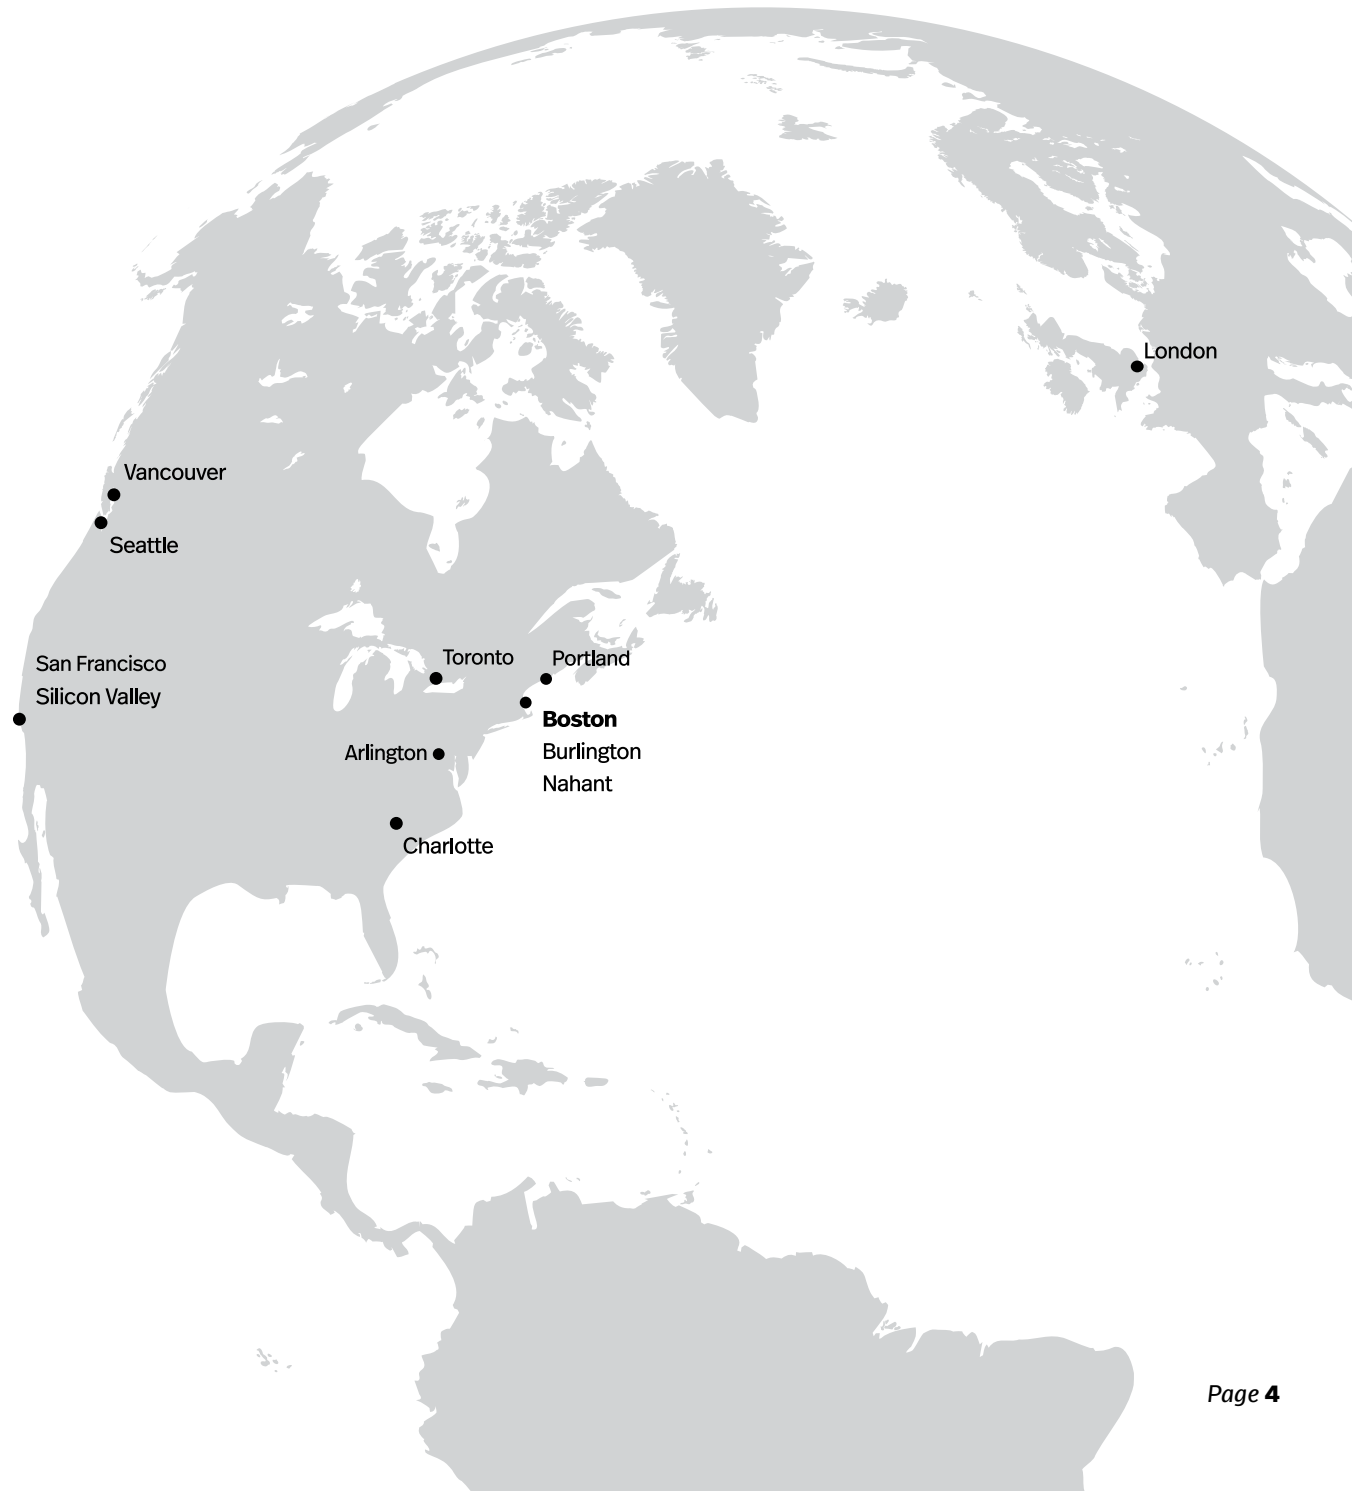 London
Vancouver
Seattle
San Francisco
Silicon Valley
Toronto
Portland
Boston
Burlington
Nahant
Arlington
Charlotte
Page 4